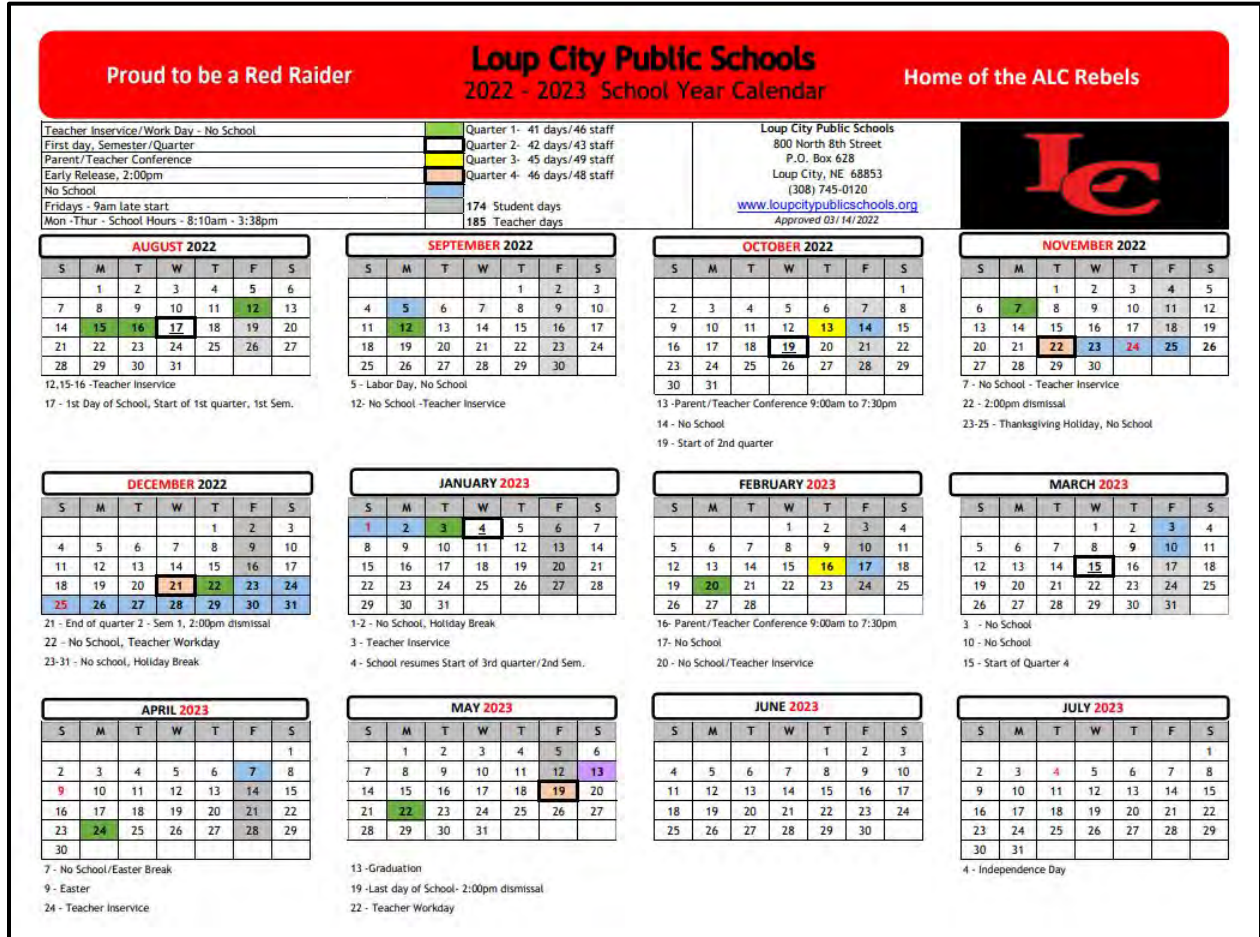 Proud to be a Red Raider
Loup City Public Schools
2022 - 2023 School Year Calendar
Home of the ALC Rebels
Teacher Inservice/Work Day - No School
First day, Semester/Quarter
Parent/Teacher Conference
Early Release, 2:00pm
No School
Fridays - 9am late start
Mon -Thur - School Hours - 8:10am - 3:38pm
Quarter 1- 41 days/46 staff
Quarter 2- 42 days/43 staff
Quarter 3- 45 days/49 staff
Quarter 4- 46 days/48 staff
174 Student days
185 Teacher days
Loup City Public Schools
800 North 8th Street
P.O. Box 628
Loup City, NE 68853
(308) 745-0120
www.loupcitypublicschools.org
Approved 03/14/2022
LC
AUGUST 2022
S M T W T F S
1 2 3 4 5 6
7 8 9 10 11 12 13
14 15 16 17 18 19 20
21 22 23 24 25 26 27
28 29 30 31
12,15-16 -Teacher Inservice
17 - 1st Day of School, Start of 1st quarter, 1st Sem.
SEPTEMBER 2022
S M T W T F S
1 2 3
4 5 6 7 8 9 10
11 12 13 14 15 16 17
18 19 20 21 22 23 24
25 26 27 28 29 30
5 - Labor Day, No School
12- No School -Teacher Inservice
OCTOBER 2022
S M T W T F S
1
2 3 4 5 6 7 8
9 10 11 12 13 14 15
16 17 18 19 20 21 22
23 24 25 26 27 28 29
30 31
13 -Parent/Teacher Conference 9:00am to 7:30pm
14 - No School
19 - Start of 2nd quarter
NOVEMBER 2022
S M T W T F S
1 2 3 4 5
6 7 8 9 10 11 12
13 14 15 16 17 18 19
20 21 22 23 24 25 26
27 28 29 30
7 - No School - Teacher Inservice
22 - 2:00pm dismissal
23-25 - Thanksgiving Holiday, No School
DECEMBER 2022
S M T W T F S
1 2 3
4 5 6 7 8 9 10
11 12 13 14 15 16 17
18 19 20 21 22 23 24
25 26 27 28 29 30 31
21 - End of quarter 2 - Sem 1, 2:00pm dismissal
22 - No School, Teacher Workday
23-31 - No school, Holiday Break
JANUARY 2023
S M T W T F S
1 2 3 4 5 6 7
8 9 10 11 12 13 14
15 16 17 18 19 20 21
22 23 24 25 26 27 28
29 30 31
1-2 - No School, Holiday Break
3 - Teacher Inservice
4 - School resumes Start of 3rd quarter/2nd Sem.
FEBRUARY 2023
S M T W T F S
1 2 3 4
5 6 7 8 9 10 11
12 13 14 15 16 17 18
19 20 21 22 23 24 25
26 27 28
16- Parent/Teacher Conference 9:00am to 7:30pm
17- No School
20 - No School/Teacher Inservice
MARCH 2023
S M T W T F S
1 2 3 4
5 6 7 8 9 10 11
12 13 14 15 16 17 18
19 20 21 22 23 24 25
26 27 28 29 30 31
3 - No School
10 - No School
15 - Start of Quarter 4
APRIL 2023
S M T W T F S
1
2 3 4 5 6 7 8
9 10 11 12 13 14 15
16 17 18 19 20 21 22
23 24 25 26 27 28 29
30
7 - No School/Easter Break
9 - Easter
24 - Teacher Inservice
MAY 2023
S M T W T F S
1 2 3 4 5 6
7 8 9 10 11 12 13
14 15 16 17 18 19 20
21 22 23 24 25 26 27
28 29 30 31
13 -Graduation
19 -Last day of School- 2:00pm dismissal
22 - Teacher Workday
JUNE 2023
S M T W T F S
1 2 3
4 5 6 7 8 9 10
11 12 13 14 15 16 17
18 19 20 21 22 23 24
25 26 27 28 29 30
JULY 2023
S M T W T F S
1
2 3 4 5 6 7 8
9 10 11 12 13 14 15
16 17 18 19 20 21 22
23 24 25 26 27 28 29
30 31
4 - Independence Day